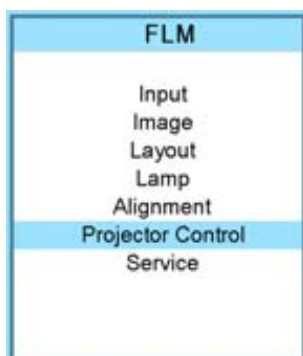 FLM
Input
Image
Layout
Lamp
Alignment
Projector Control
Service